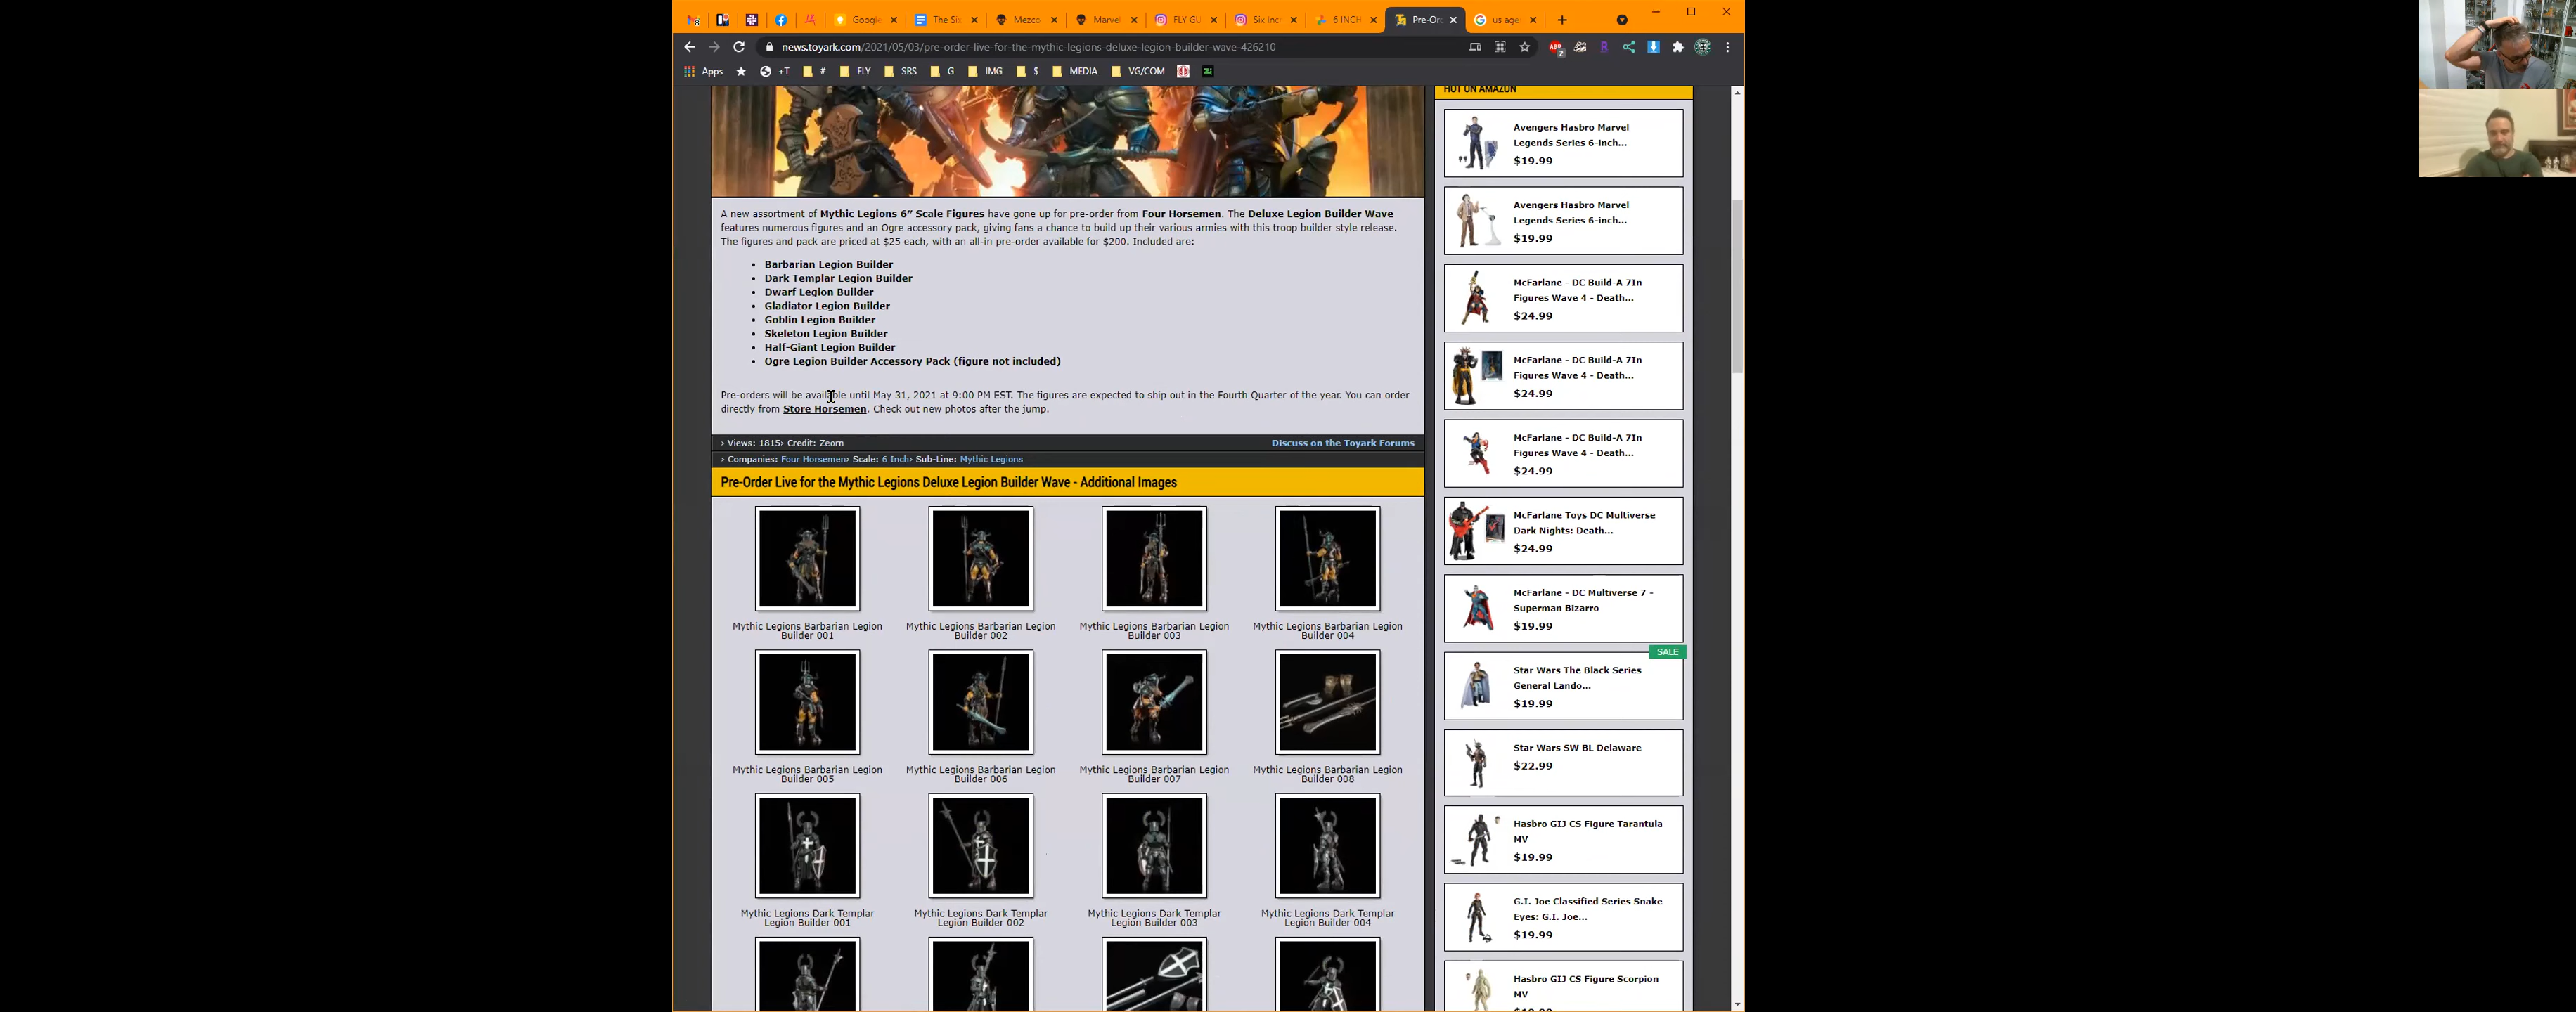 Google
The Six
Mezco
Marvel
FLY GU
Six Inc
6 INCH
Pre-Or
us age
news.toyark.com/2021/05/03/pre-order-live-for-the-mythic-legions-deluxe-legion-builder-wave-426210
Apps +T # FLY SRS G IMG $ MEDIA VG/COM
A new assortment of Mythic Legions 6″ Scale Figures have gone up for pre-order from Four Horsemen. The Deluxe Legion Builder Wave
features numerous figures and an Ogre accessory pack, giving fans a chance to build up their various armies with this troop builder style release.
The figures and pack are priced at $25 each, with an all-in pre-order available for $200. Included are:
• Barbarian Legion Builder
• Dark Templar Legion Builder
• Dwarf Legion Builder
• Gladiator Legion Builder
• Goblin Legion Builder
• Skeleton Legion Builder
• Half-Giant Legion Builder
• Ogre Legion Builder Accessory Pack (figure not included)
Pre-orders will be available until May 31, 2021 at 9:00 PM EST. The figures are expected to ship out in the Fourth Quarter of the year. You can order
directly from Store Horsemen. Check out new photos after the jump.
› Views: 1815› Credit: Zeorn
Discuss on the Toyark Forums
› Companies: Four Horsemen› Scale: 6 Inch› Sub-Line: Mythic Legions
Pre-Order Live for the Mythic Legions Deluxe Legion Builder Wave - Additional Images
Mythic Legions Barbarian Legion
Builder 001
Mythic Legions Barbarian Legion
Builder 002
Mythic Legions Barbarian Legion
Builder 003
Mythic Legions Barbarian Legion
Builder 004
Mythic Legions Barbarian Legion
Builder 005
Mythic Legions Barbarian Legion
Builder 006
Mythic Legions Barbarian Legion
Builder 007
Mythic Legions Barbarian Legion
Builder 008
Mythic Legions Dark Templar
Legion Builder 001
Mythic Legions Dark Templar
Legion Builder 002
Mythic Legions Dark Templar
Legion Builder 003
Mythic Legions Dark Templar
Legion Builder 004
HOT ON AMAZON
Avengers Hasbro Marvel
Legends Series 6-inch...
$19.99
Avengers Hasbro Marvel
Legends Series 6-inch...
$19.99
McFarlane - DC Build-A 7In
Figures Wave 4 - Death...
$24.99
McFarlane - DC Build-A 7In
Figures Wave 4 - Death...
$24.99
McFarlane - DC Build-A 7In
Figures Wave 4 - Death...
$24.99
McFarlane Toys DC Multiverse
Dark Nights: Death...
$24.99
McFarlane - DC Multiverse 7 -
Superman Bizarro
$19.99
SALE
Star Wars The Black Series
General Lando...
$19.99
Star Wars SW BL Delaware
$22.99
Hasbro GIJ CS Figure Tarantula
MV
$19.99
G.I. Joe Classified Series Snake
Eyes: G.I. Joe...
$19.99
Hasbro GIJ CS Figure Scorpion
MV